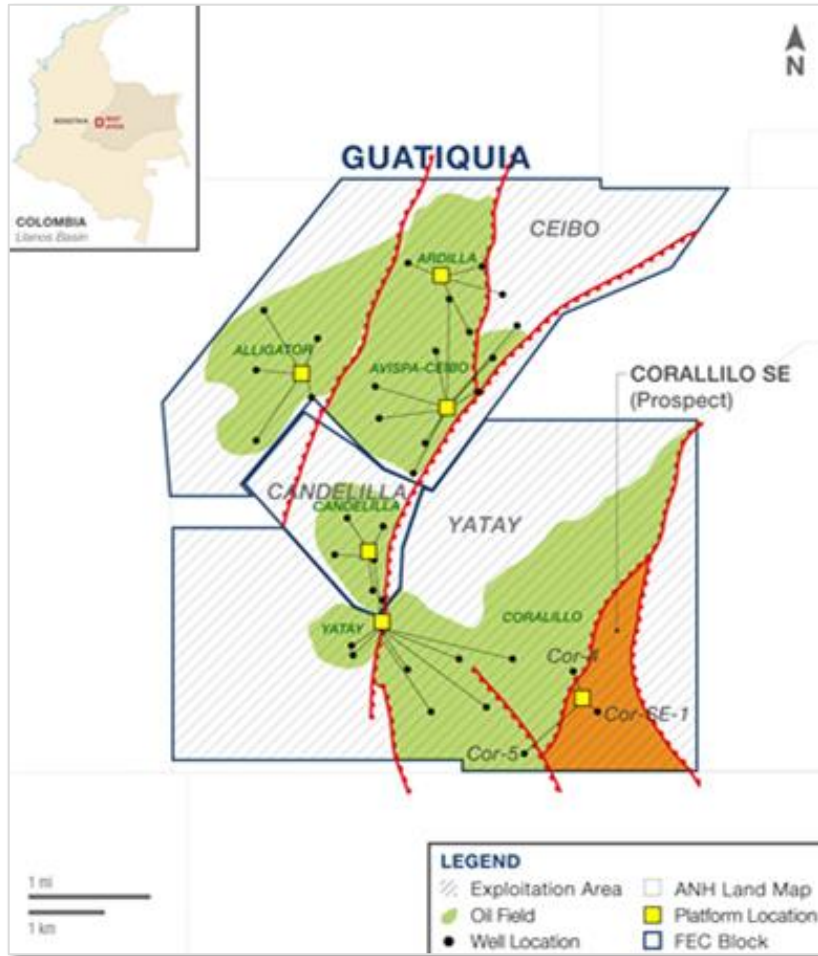 N
BOGOTA
COLOMBIA
Llanos Basin
GUATIQUIA
CEIBO
ARDILLA
ALLIGATOR
AVISPA-CEIBO
CORALLILO SE
(Prospect)
CANDELILLA
CANDELILLA
YATAY
YATAY
CORALILLO
Cor-4
Cor-SE-1
Cor-5
1 mi
1 km
LEGEND
Exploitation Area
ANH Land Map
Oil Field
Platform Location
Well Location
FEC Block